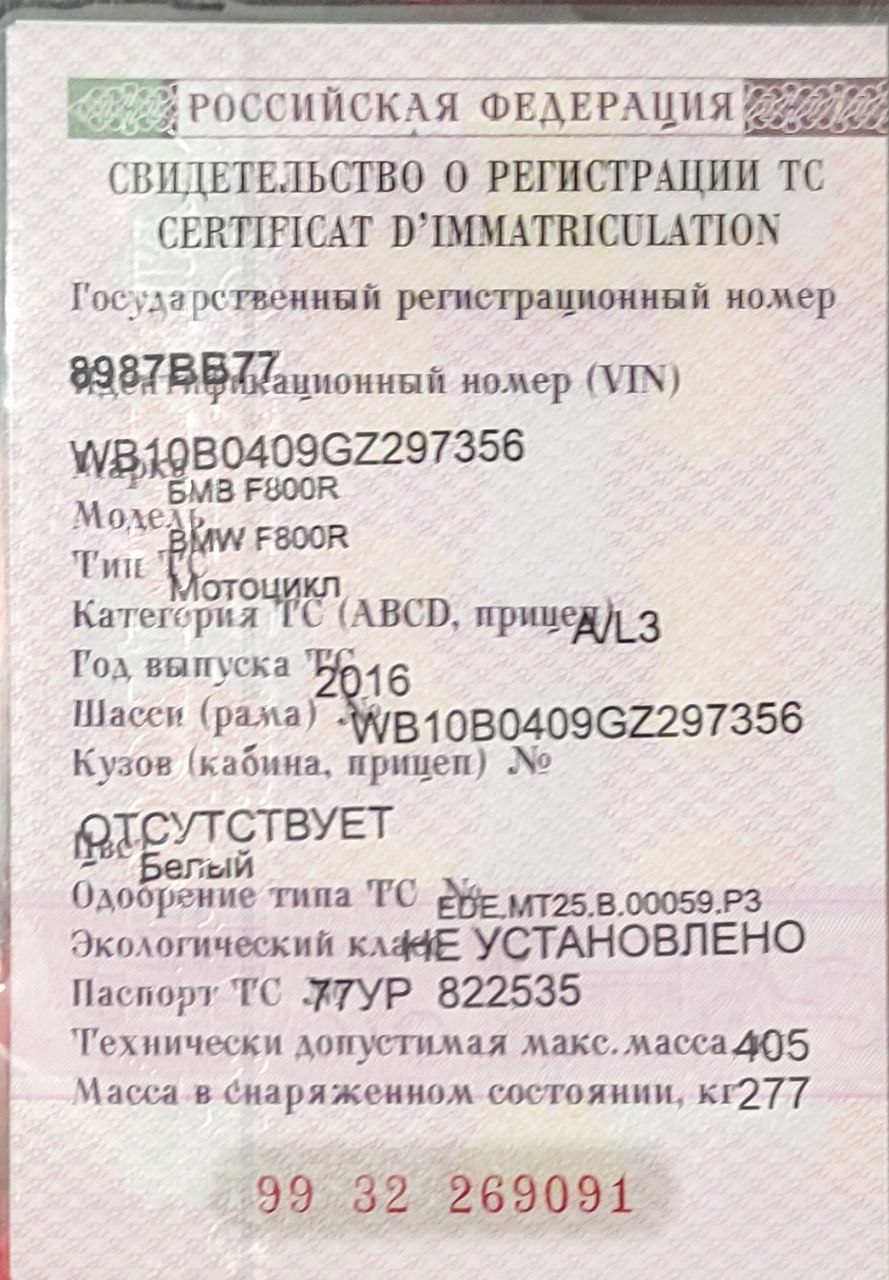 РОССИЙСКАЯ ФЕДЕРАЦИЯ
СВИДЕТЕЛЬСТВО О РЕГИСТРАЦИИ ТС
CERTIFICAT D'IMMATRICULATION
Государственный регистрационный номер
8987ВВ77
Идентификационный номер (VIN)
WB10B0409GZ297356
Марка
БМВ F800R
Модель
BMW F800R
Тип ТС
Мотоцикл
Категория ТС (ABCD, прицеп) A/L3
Год выпуска ТС 2016
Шасси (рама) № WB10B0409GZ297356
Кузов (кабина, прицеп) №
ОТСУТСТВУЕТ
Цвет
Белый
Одобрение типа ТС № EDE.MT25.B.00059.P3
Экологический класс НЕ УСТАНОВЛЕНО
Паспорт ТС № 77УР 822535
Технически допустимая макс.масса, 405
Масса в снаряженном состоянии, кг 277
99 32 269091